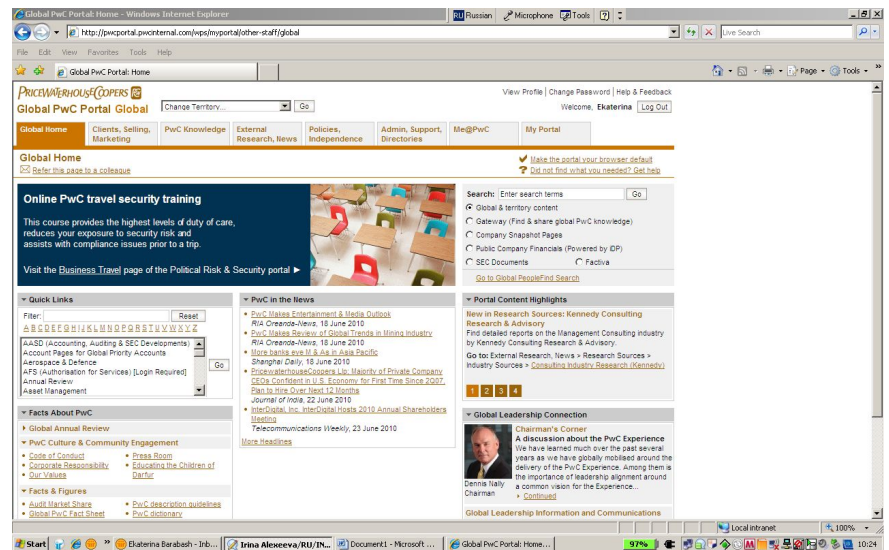 Global PwC Portal: Home - Windows Internet Explorer
RU Russian Microphone Tools
http://pwcportal.pwcinternal.com/wps/myportal/other-staff/global
Live Search
File Edit View Favorites Tools Help
Global PwC Portal: Home
Page Tools
PRICEWATERHOUSECOOPERS
View Profile | Change Password | Help & Feedback
Global PwC Portal Global
Change Territory... Go
Welcome, Ekaterina Log Out
Global Home
Clients, Selling, Marketing
PwC Knowledge
External Research, News
Policies, Independence
Admin, Support, Directories
Me@PwC
My Portal
Global Home
Refer this page to a colleague
Make the portal your browser default
Did not find what you needed? Get help
Online PwC travel security training
This course provides the highest levels of duty of care,
reduces your exposure to security risk and
assists with compliance issues prior to a trip.
Visit the Business Travel page of the Political Risk & Security portal
Search: Enter search terms Go
Global & territory content
Gateway (Find & share global PwC knowledge)
Company Snapshot Pages
Public Company Financials (Powered by IDP)
SEC Documents Factiva
Go to Global PeopleFind Search
Quick Links
Filter: Reset
A B C D E F G H I J K L M N O P Q R S T U V W X Y Z
AASD (Accounting, Auditing & SEC Developments)
Account Pages for Global Priority Accounts
Aerospace & Defence
AFS (Authorisation for Services) [Login Required]
Annual Review
Asset Management
Go
PwC in the News
PwC Makes Entertainment & Media Outlook
RIA Oreanda-News, 18 June 2010
PwC Makes Review of Global Trends in Mining Industry
RIA Oreanda-News, 18 June 2010
More banks eye M & As in Asia Pacific
Shanghai Daily, 18 June 2010
PricewaterhouseCoopers Llp: Majority of Private Company
CEOs Confident in U.S. Economy for First Time Since 2Q07,
Plan to Hire Over Next 12 Months
Journal of India, 22 June 2010
InterDigital, Inc. InterDigital Hosts 2010 Annual Shareholders
Meeting
Telecommunications Weekly, 23 June 2010
More Headlines
Portal Content Highlights
New in Research Sources: Kennedy Consulting
Research & Advisory
Find detailed reports on the Management Consulting industry
by Kennedy Consulting Research & Advisory.
Go to: External Research, News > Research Sources >
Industry Sources > Consulting Industry Research (Kennedy)
1 2 3 4
Facts About PwC
Global Annual Review
PwC Culture & Community Engagement
Code of Conduct
Corporate Responsibility
Our Values
Press Room
Educating the Children of
Darfur
Facts & Figures
Audit Market Share
Global PwC Fact Sheet
PwC description guidelines
PwC dictionary
Global Leadership Connection
Chairman's Corner
A discussion about the PwC Experience
We have learned much over the past several
years as we have globally mobilised around the
delivery of the PwC Experience. Among them is
the importance of leadership alignment around
a common vision for the Experience...
Continued
Dennis Nally
Chairman
Global Leadership Information and Communications
Local intranet 100%
Start
Ekaterina Barabash - Inb...
Irina Alexeeva/RU/IN...
Document1 - Microsoft ...
Global PwC Portal: Home...
97%
10:24